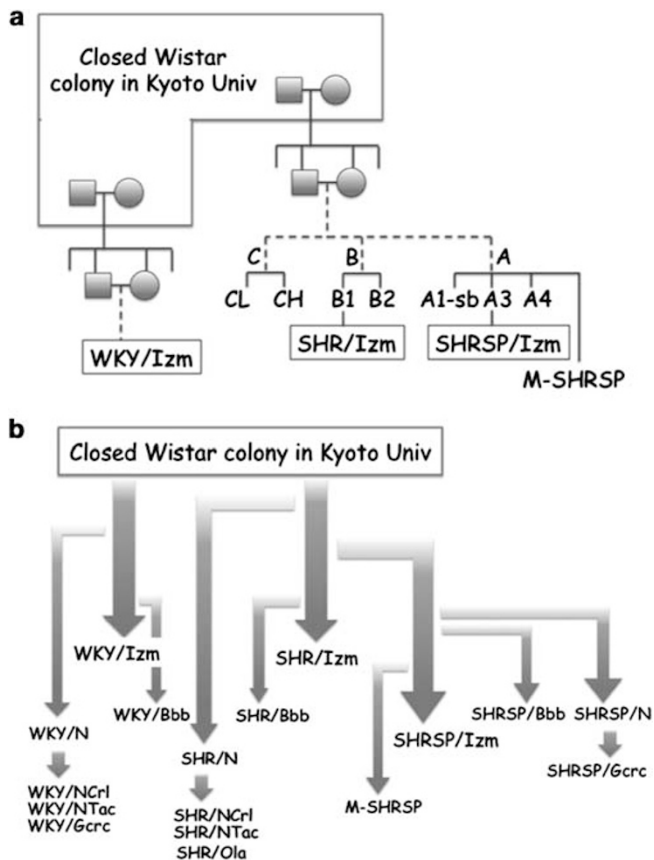 a
Closed Wistar
colony in Kyoto Univ
C B A
CL CH B1 B2 A1-sb A3 A4
WKY/Izm SHR/Izm SHRSP/Izm
M-SHRSP
b
Closed Wistar colony in Kyoto Univ
WKY/Izm SHR/Izm
WKY/Bbb SHR/Bbb SHRSP/Bbb SHRSP/N
WKY/N SHRSP/Izm
SHR/N SHRSP/Gcrc
WKY/NCrl
WKY/NTac
WKY/Gcrc
M-SHRSP
SHR/NCrl
SHR/NTac
SHR/Ola